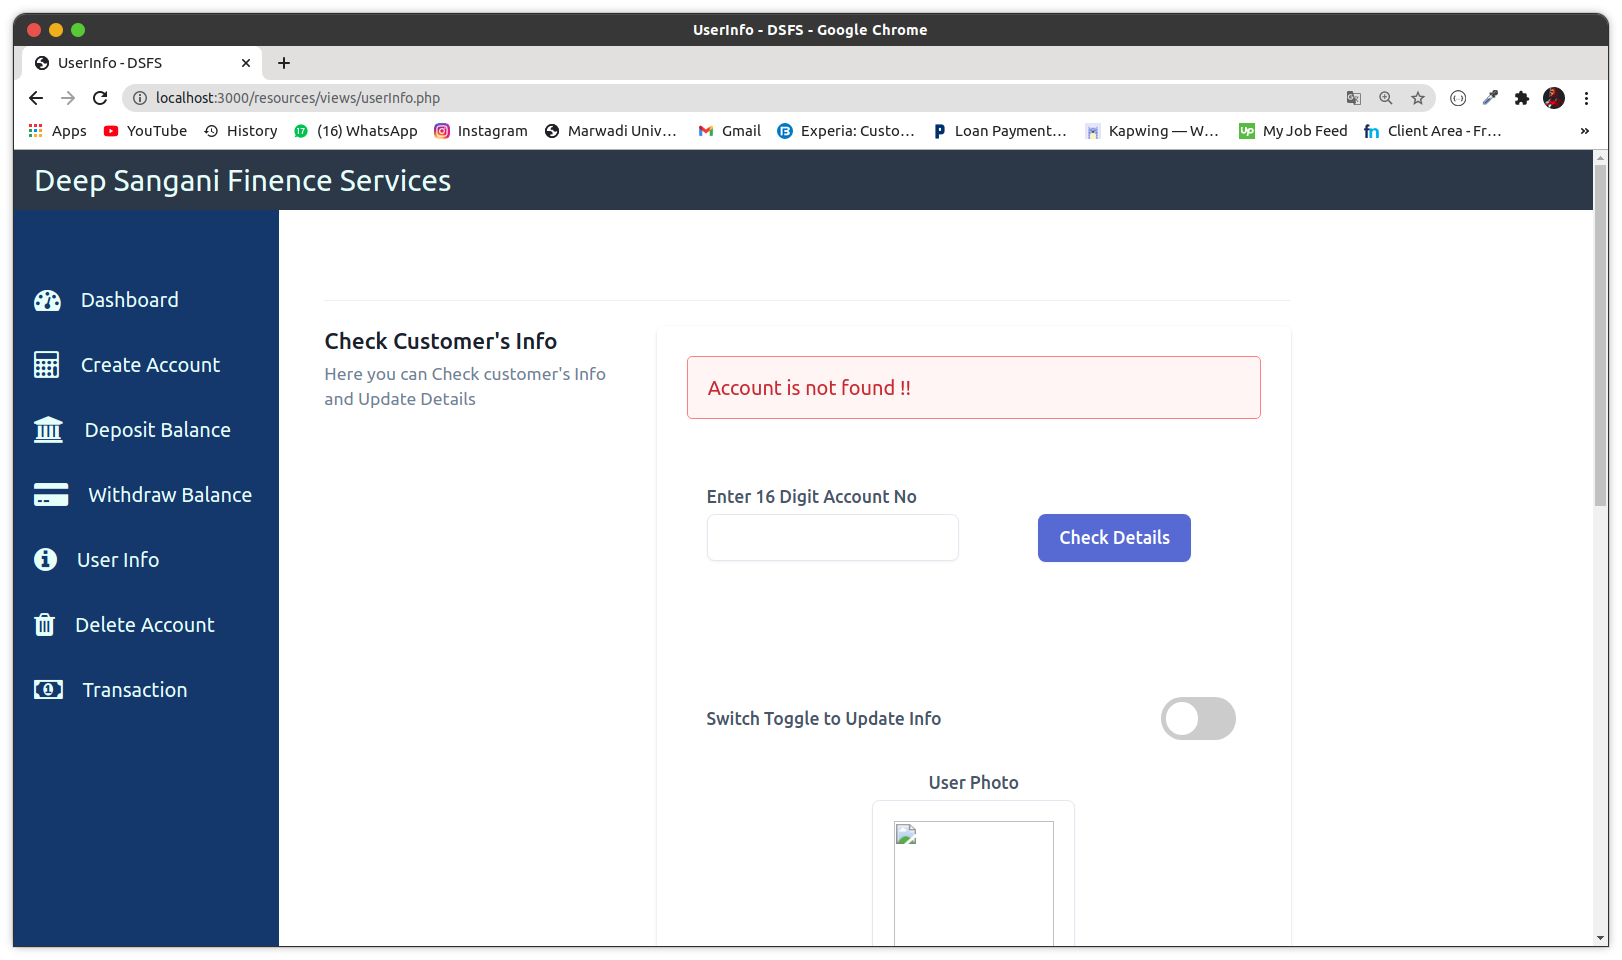 UserInfo - DSFS - Google Chrome
UserInfo - DSFS
localhost:3000/resources/views/userInfo.php
Apps YouTube History (16) WhatsApp Instagram Marwadi Univ... Gmail Experia: Custo... Loan Payment... Kapwing — W... My Job Feed Client Area - Fr... »
Deep Sangani Finence Services
Dashboard
Create Account
Deposit Balance
Withdraw Balance
User Info
Delete Account
Transaction
Check Customer's Info
Here you can Check customer's Info
and Update Details
Account is not found !!
Enter 16 Digit Account No
Check Details
Switch Toggle to Update Info
User Photo